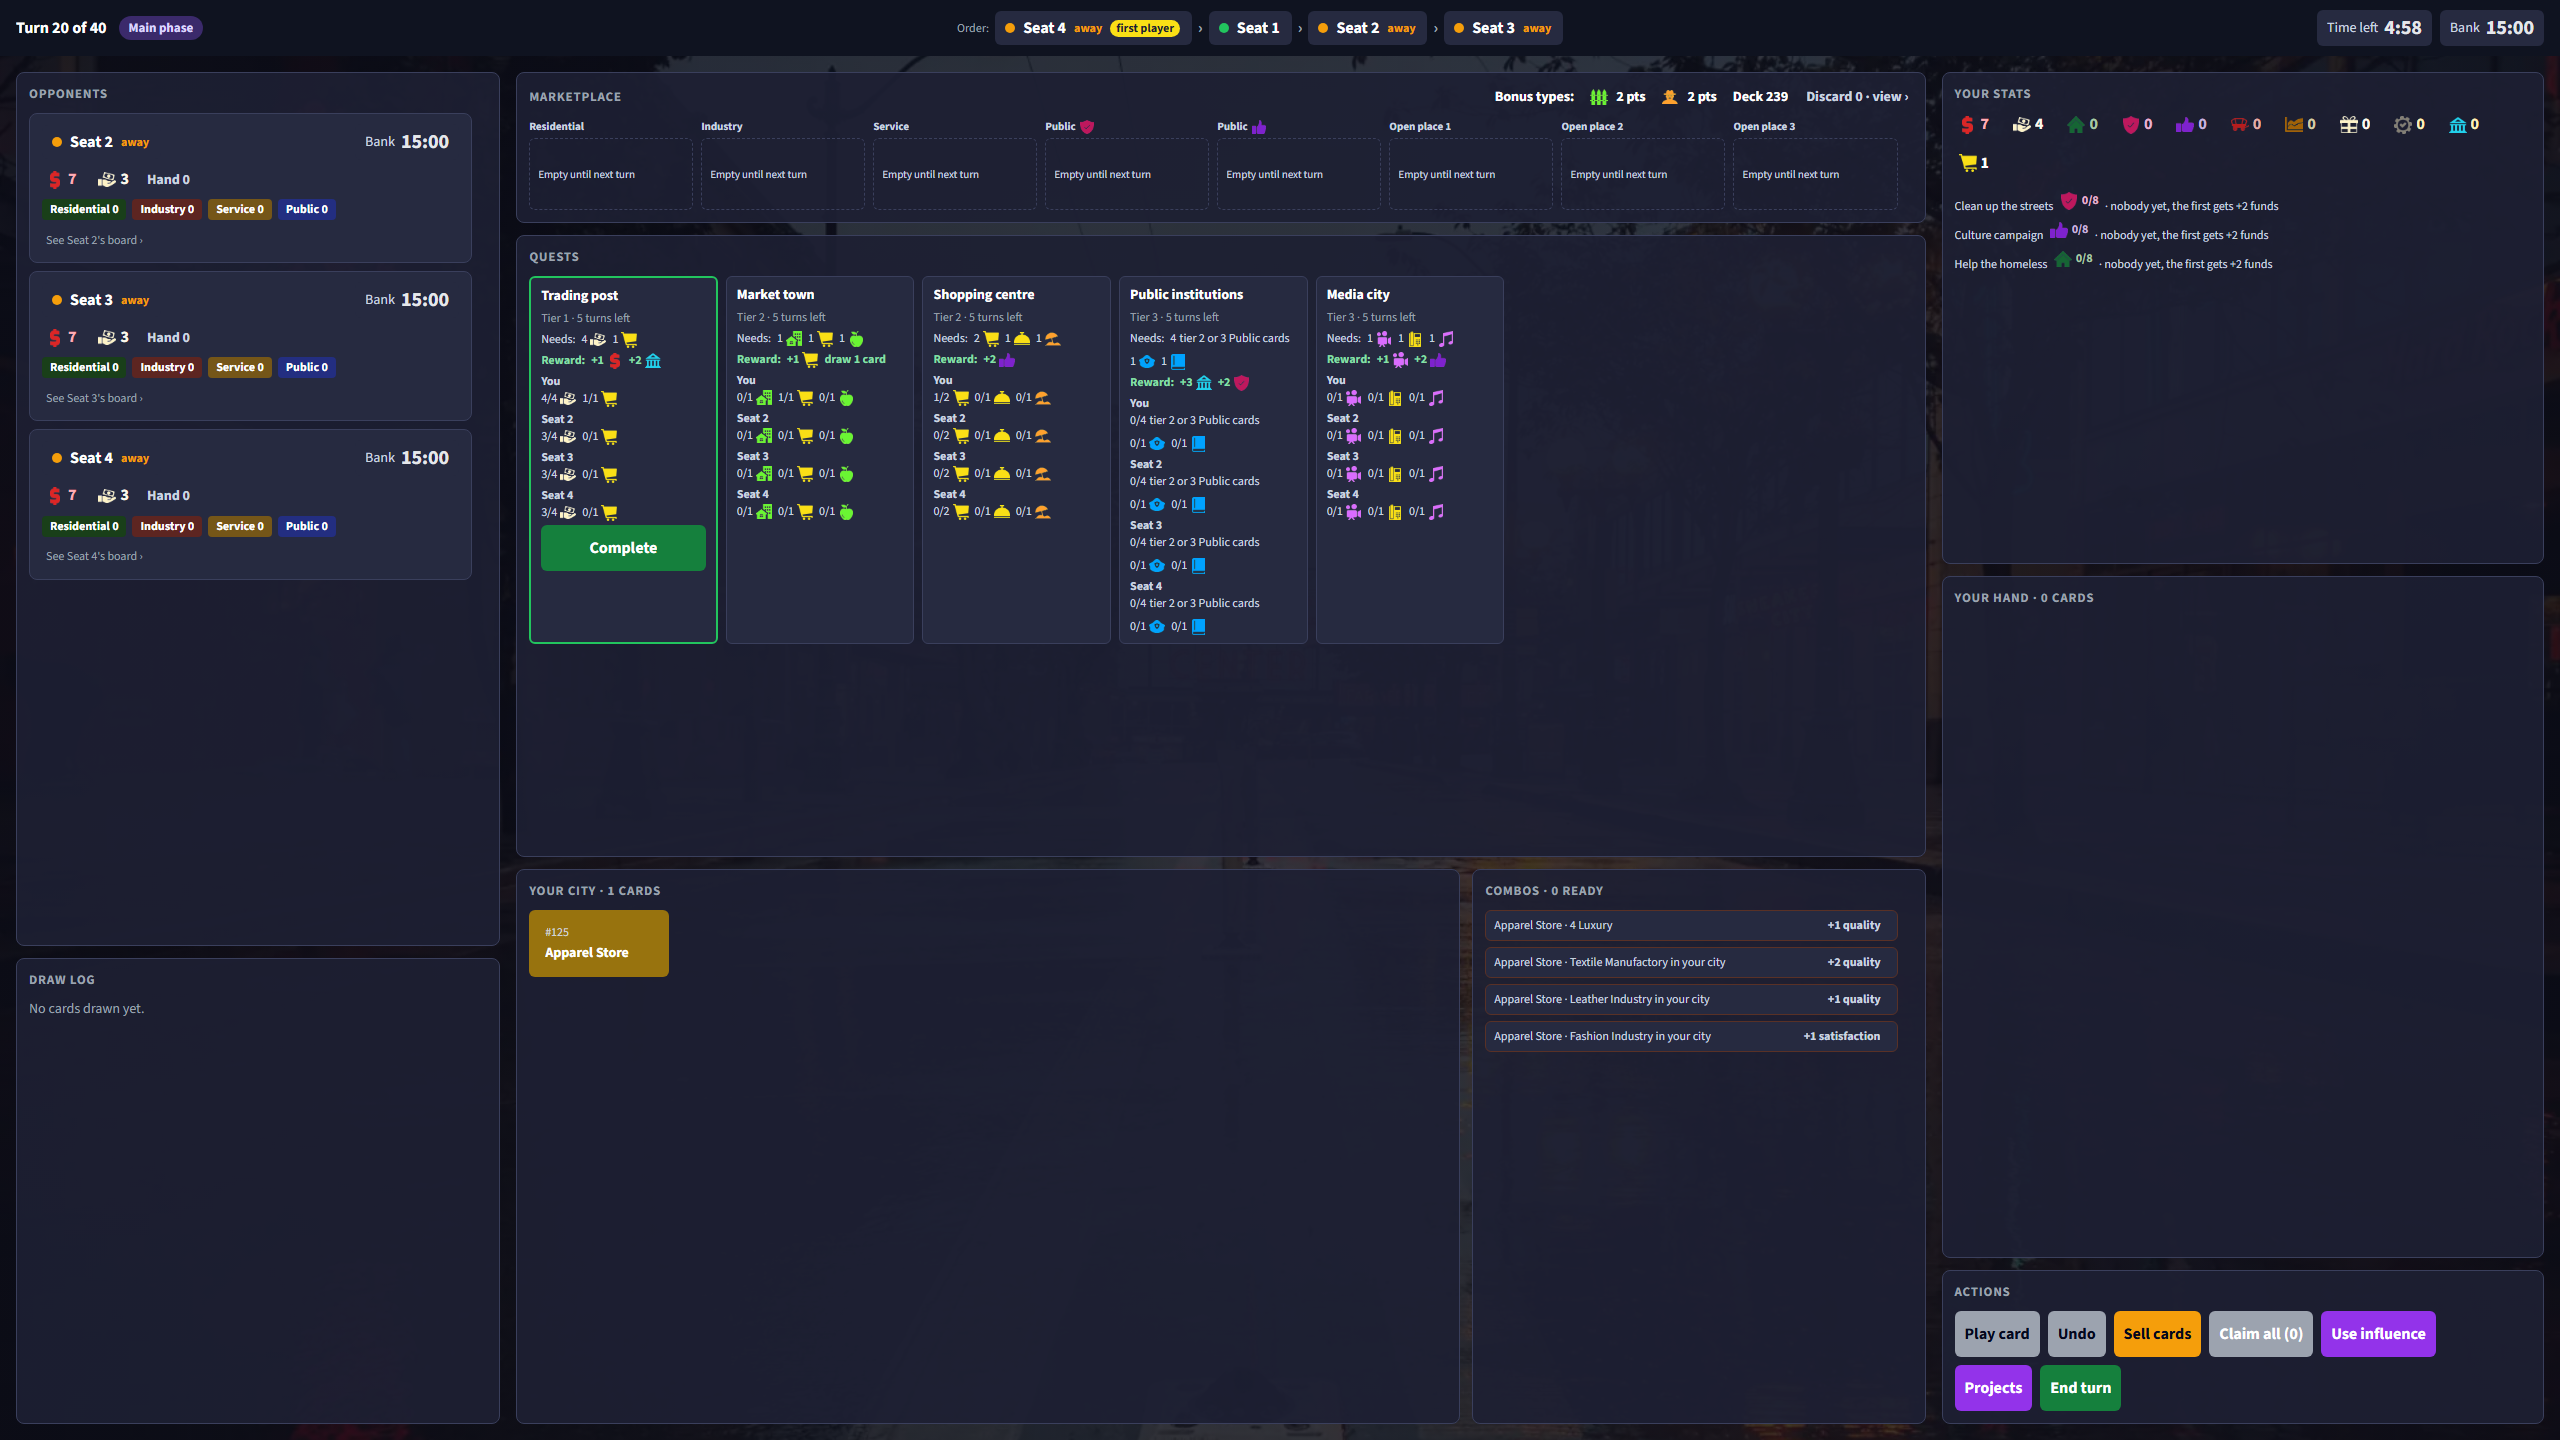 Turn 20 of 40 Main phase
Order: Seat 4 away first player › Seat 1 › Seat 2 away › Seat 3 away
Time left 4:58 Bank 15:00
OPPONENTS
Seat 2 away Bank 15:00
7 3 Hand 0
Residential 0 Industry 0 Service 0 Public 0
See Seat 2's board ›
Seat 3 away Bank 15:00
7 3 Hand 0
Residential 0 Industry 0 Service 0 Public 0
See Seat 3's board ›
Seat 4 away Bank 15:00
7 3 Hand 0
Residential 0 Industry 0 Service 0 Public 0
See Seat 4's board ›
DRAW LOG
No cards drawn yet.
MARKETPLACE
Bonus types: 2 pts 2 pts Deck 239 Discard 0 · view ›
Residential Industry Service Public Public Open place 1 Open place 2 Open place 3
Empty until next turn Empty until next turn Empty until next turn Empty until next turn Empty until next turn Empty until next turn Empty until next turn Empty until next turn
QUESTS
Trading post
Tier 1 · 5 turns left
Needs: 4 1
Reward: +1 $ +2
You
4/4 1/1
Seat 2
3/4 0/1
Seat 3
3/4 0/1
Seat 4
3/4 0/1
Complete
Market town
Tier 2 · 5 turns left
Needs: 1 1 1
Reward: +1 draw 1 card
You
0/1 1/1 0/1
Seat 2
0/1 0/1 0/1
Seat 3
0/1 0/1 0/1
Seat 4
0/1 0/1 0/1
Shopping centre
Tier 2 · 5 turns left
Needs: 2 1 1
Reward: +2
You
1/2 0/1 0/1
Seat 2
0/2 0/1 0/1
Seat 3
0/2 0/1 0/1
Seat 4
0/2 0/1 0/1
Public institutions
Tier 3 · 5 turns left
Needs: 4 tier 2 or 3 Public cards
1 1
Reward: +3 +2
You
0/4 tier 2 or 3 Public cards
0/1 0/1
Seat 2
0/4 tier 2 or 3 Public cards
0/1 0/1
Seat 3
0/4 tier 2 or 3 Public cards
0/1 0/1
Seat 4
0/4 tier 2 or 3 Public cards
0/1 0/1
Media city
Tier 3 · 5 turns left
Needs: 1 1 1
Reward: +1 +2
You
0/1 0/1 0/1
Seat 2
0/1 0/1 0/1
Seat 3
0/1 0/1 0/1
Seat 4
0/1 0/1 0/1
YOUR CITY · 1 CARDS
#125
Apparel Store
COMBOS · 0 READY
Apparel Store · 4 Luxury +1 quality
Apparel Store · Textile Manufactory in your city +2 quality
Apparel Store · Leather Industry in your city +1 quality
Apparel Store · Fashion Industry in your city +1 satisfaction
YOUR STATS
$ 7 4 0 0 0 0 0 0 0 0
1
Clean up the streets 0/8 · nobody yet, the first gets +2 funds
Culture campaign 0/8 · nobody yet, the first gets +2 funds
Help the homeless 0/8 · nobody yet, the first gets +2 funds
YOUR HAND · 0 CARDS
ACTIONS
Play card Undo Sell cards Claim all (0) Use influence
Projects End turn